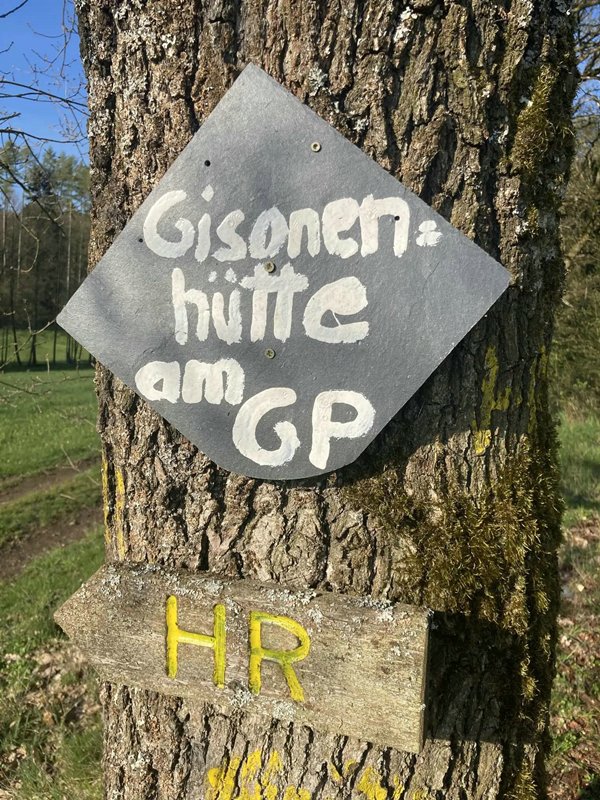 Gisonen=
hütte
am
GP
HR